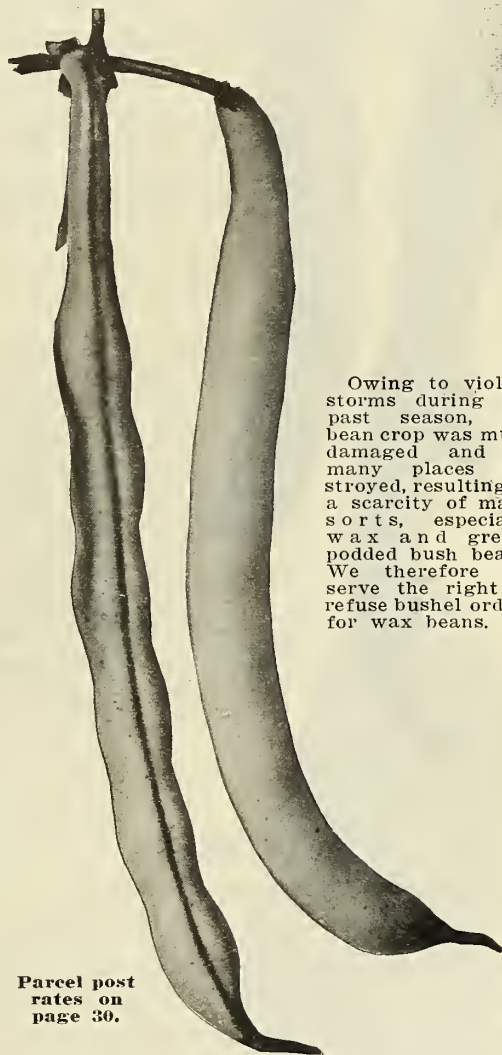 Owing to viol
storms during
past season,
bean crop was mu
damaged and
many places
stroyed, resulting
a scarcity of ma
sorts, especia
wax and gre
podded bush bea
We therefore
serve the right
refuse bushel ord
for wax beans.
Parcel post
rates on
page 30.